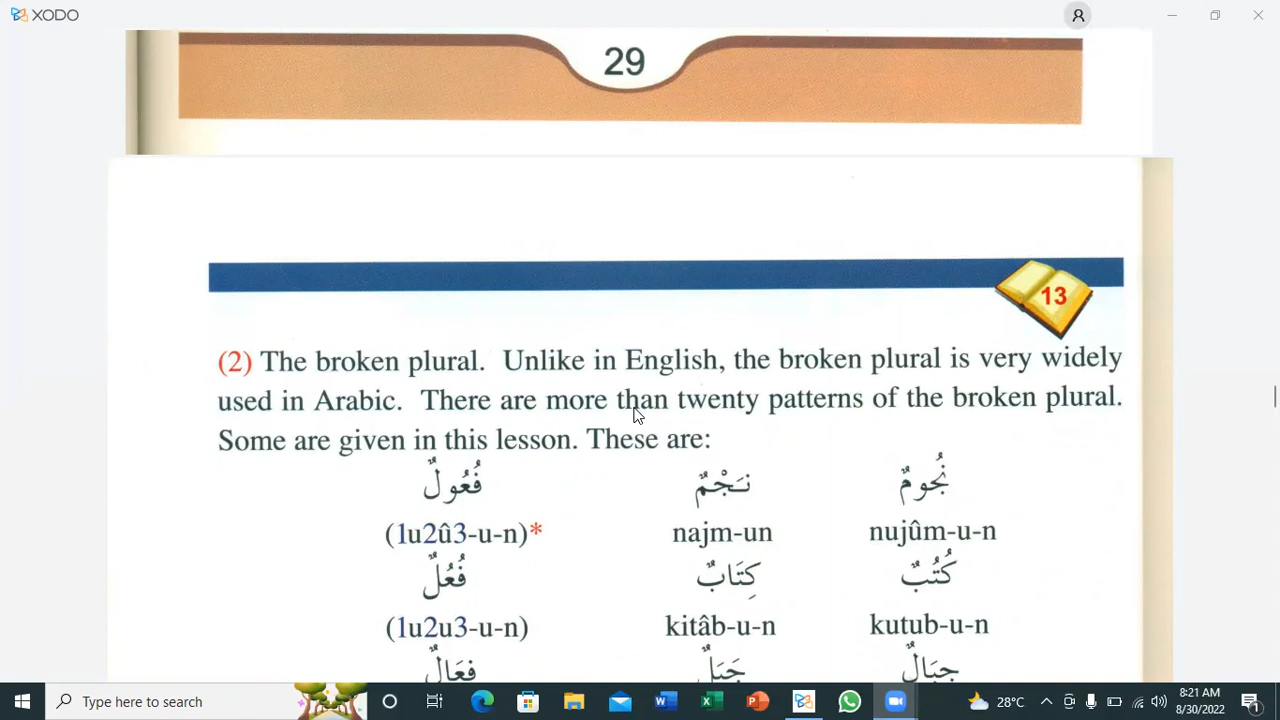 XODO
29
13
(2) The broken plural. Unlike in English, the broken plural is very widely
used in Arabic. There are more than twenty patterns of the broken plural.
Some are given in this lesson. These are:
فُعُولٌ نَـجْمٌ نُجُومٌ
(1u2û3-u-n)* najm-un nujûm-u-n
فُعُلٌ كِتَابٌ كُتُبٌ
(1u2u3-u-n) kitâb-u-n kutub-u-n
فِعَالٌ جَبَلٌ جِبَالٌ
Type here to search
28°C
8:21 AM
8/30/2022
1